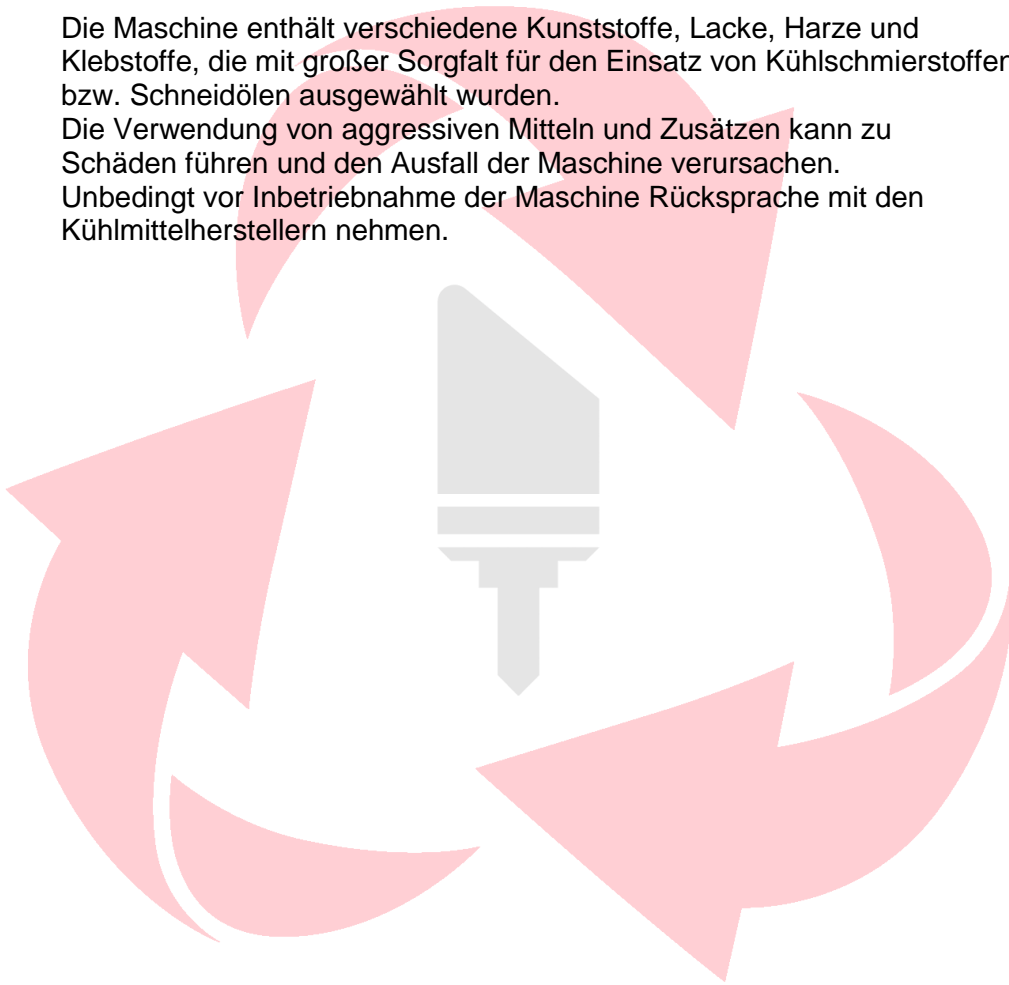 Die Maschine enthält verschiedene Kunststoffe, Lacke, Harze und
Klebstoffe, die mit großer Sorgfalt für den Einsatz von Kühlschmierstoffen
bzw. Schneidölen ausgewählt wurden.
Die Verwendung von aggressiven Mitteln und Zusätzen kann zu
Schäden führen und den Ausfall der Maschine verursachen.
Unbedingt vor Inbetriebnahme der Maschine Rücksprache mit den
Kühlmittelherstellern nehmen.